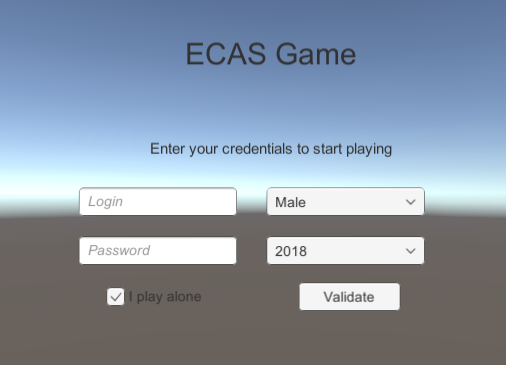 ECAS Game
Enter your credentials to start playing
Login
Male
Password
2018
I play alone
Validate